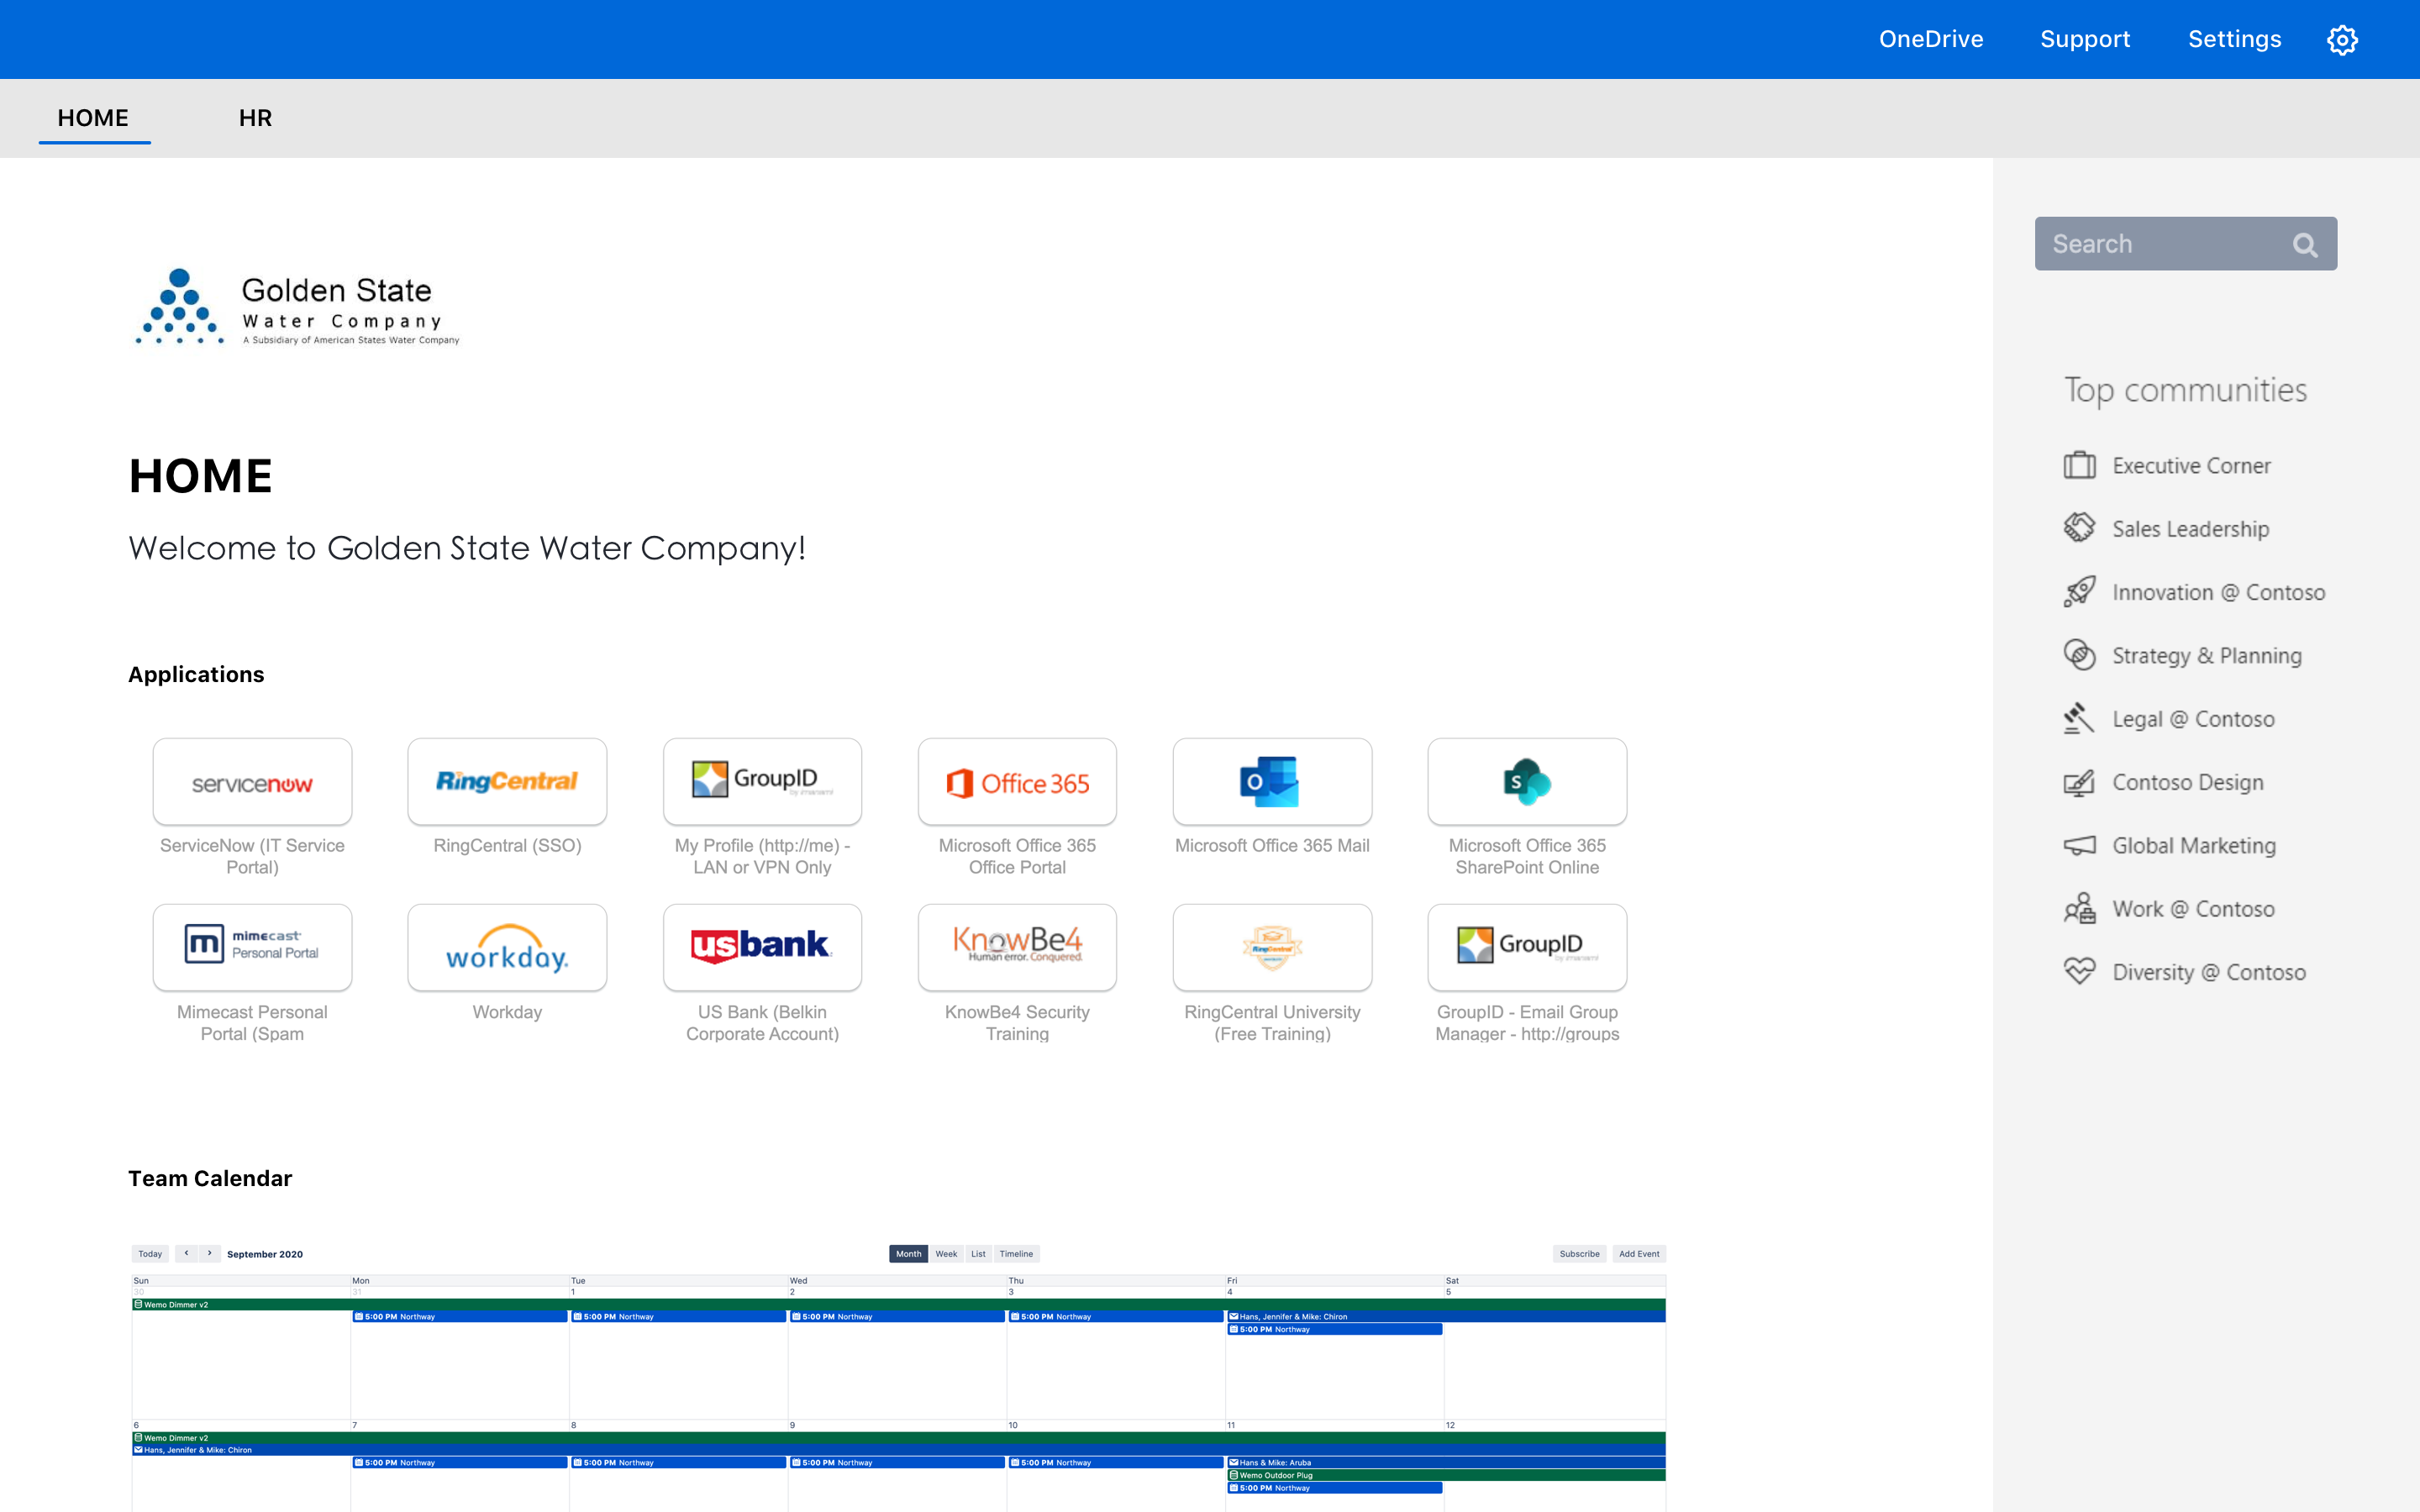 OneDrive Support Settings
HOME HR
Search
Golden State
Water Company
A Subsidiary of American States Water Company
Top communities
Executive Corner
Sales Leadership
Innovation @ Contoso
Strategy & Planning
Legal @ Contoso
Contoso Design
Global Marketing
Work @ Contoso
Diversity @ Contoso
HOME
Welcome to Golden State Water Company!
Applications
servicenow
RingCentral
GroupID
by imanami
Office 365
O
S
ServiceNow (IT Service
Portal)
RingCentral (SSO)
My Profile (http://me) -
LAN or VPN Only
Microsoft Office 365
Office Portal
Microsoft Office 365 Mail
Microsoft Office 365
SharePoint Online
m mimecast
Personal Portal
workday.
usbank
KnowBe4
Human error. Conquered.
RingCentral
GroupID
by imanami
Mimecast Personal
Portal (Spam
Workday
US Bank (Belkin
Corporate Account)
KnowBe4 Security
Training
RingCentral University
(Free Training)
GroupID - Email Group
Manager - http://groups
Team Calendar
Today ‹ › September 2020 Month Week List Timeline Subscribe Add Event
Sun Mon Tue Wed Thu Fri Sat
30 31 1 2 3 4 5
Wemo Dimmer v2
5:00 PM Northway 5:00 PM Northway 5:00 PM Northway 5:00 PM Northway Hans, Jennifer & Mike: Chiron
5:00 PM Northway
6 7 8 9 10 11 12
Wemo Dimmer v2
Hans, Jennifer & Mike: Chiron
5:00 PM Northway 5:00 PM Northway 5:00 PM Northway 5:00 PM Northway Hans & Mike: Aruba
Wemo Outdoor Plug
5:00 PM Northway